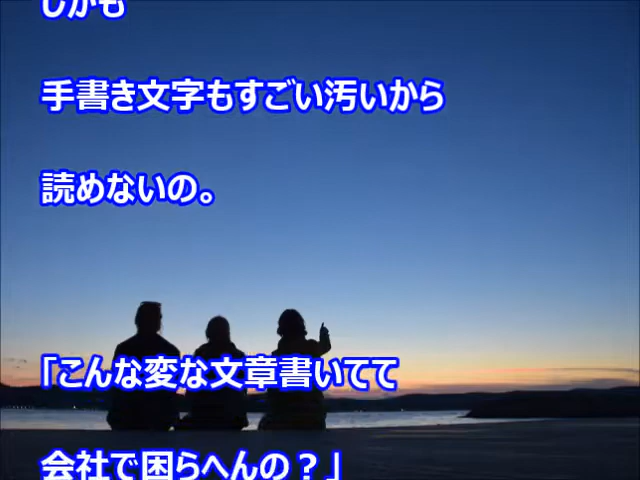 しかも
手書き文字もすごい汚いから
読めないの。
「こんな変な文章書いてて
会社で困らへんの？」